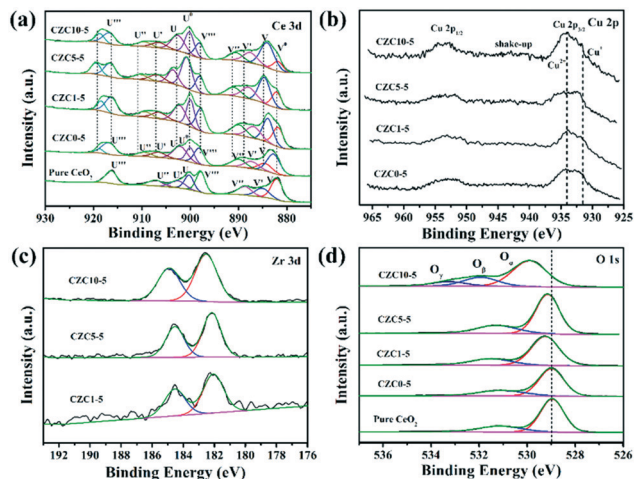 (a)
Ce 3d
U'''
U U⁰
U'' U' V'''
V
V'' V' V⁰
CZC10-5
CZC5-5
CZC1-5
CZC0-5
U'''
U'' U' U U⁰
V'''
V'' V' V
Pure CeO₂
U'''
U'' U' U
V'''
V'' V' V
Intensity (a.u.)
930 920 910 900 890 880
Binding Energy (eV)
(b)
Cu 2p₁/₂
Cu 2p₃/₂
Cu 2p
shake-up
Cu²⁺
Cu⁺
CZC10-5
CZC5-5
CZC1-5
CZC0-5
Intensity (a.u.)
965 960 955 950 945 940 935 930 925
Binding Energy (eV)
(c)
Zr 3d
CZC10-5
CZC5-5
CZC1-5
Intensity (a.u.)
192 190 188 186 184 182 180 178 176
Binding Energy (eV)
(d)
O 1s
Oγ Oβ Oα
CZC10-5
CZC5-5
CZC1-5
CZC0-5
Pure CeO₂
Intensity (a.u.)
536 534 532 530 528 526
Binding Energy (eV)